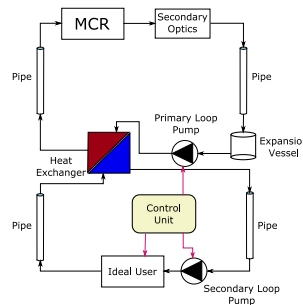 MCR
Secondary
Optics
Pipe
Pipe
Primary Loop
Pump
Expansio
Vessel
Heat
Exchanger
Control
Unit
Pipe
Pipe
Ideal User
Secondary Loop
Pump